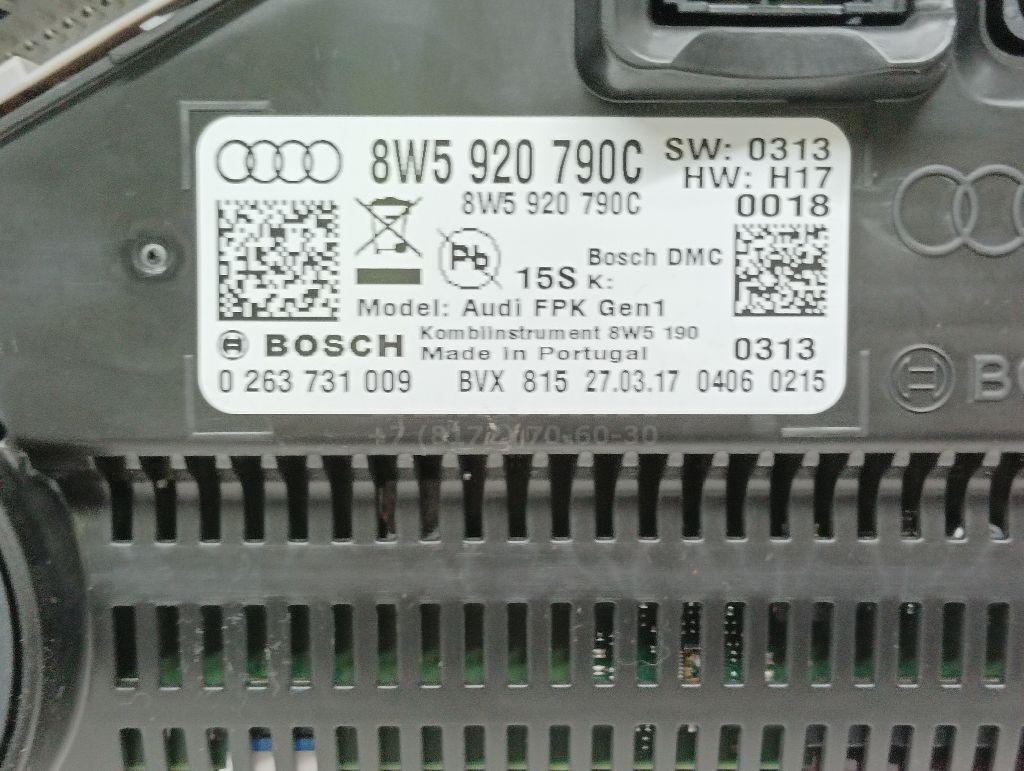 8W5 920 790C
SW: 0313
HW: H17
8W5 920 790C
0018
Pb
15S
Bosch DMC
K:
Model: Audi FPK Gen1
BOSCH
Kombiinstrument 8W5 190
Made in Portugal
0313
0 263 731 009 BVX 815 27.03.17 0406 0215